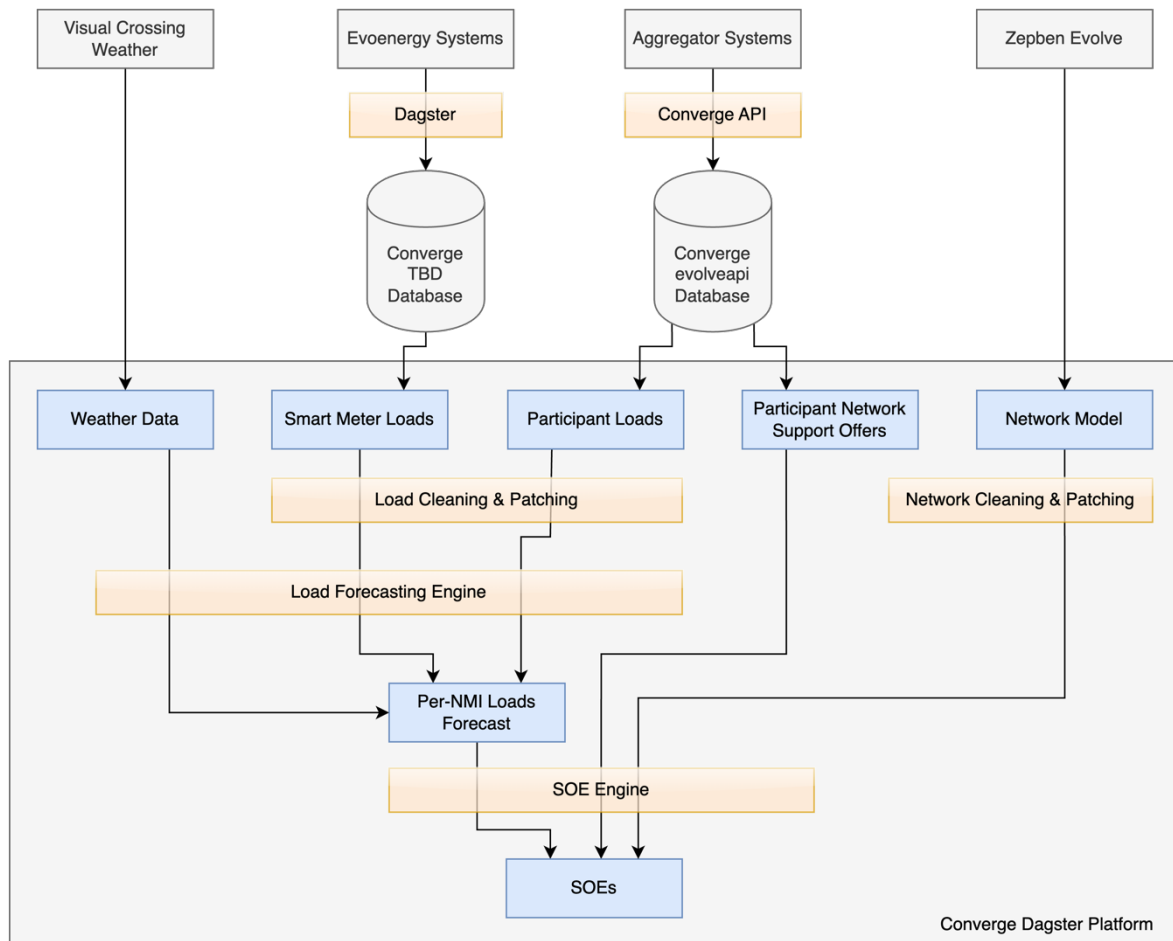 Visual Crossing
Weather
Evoenergy Systems
Aggregator Systems
Zepben Evolve
Dagster
Converge API
Converge
TBD
Database
Converge
evolveapi
Database
Weather Data
Smart Meter Loads
Participant Loads
Participant Network
Support Offers
Network Model
Load Cleaning & Patching
Network Cleaning & Patching
Load Forecasting Engine
Per-NMI Loads
Forecast
SOE Engine
SOEs
Converge Dagster Platform